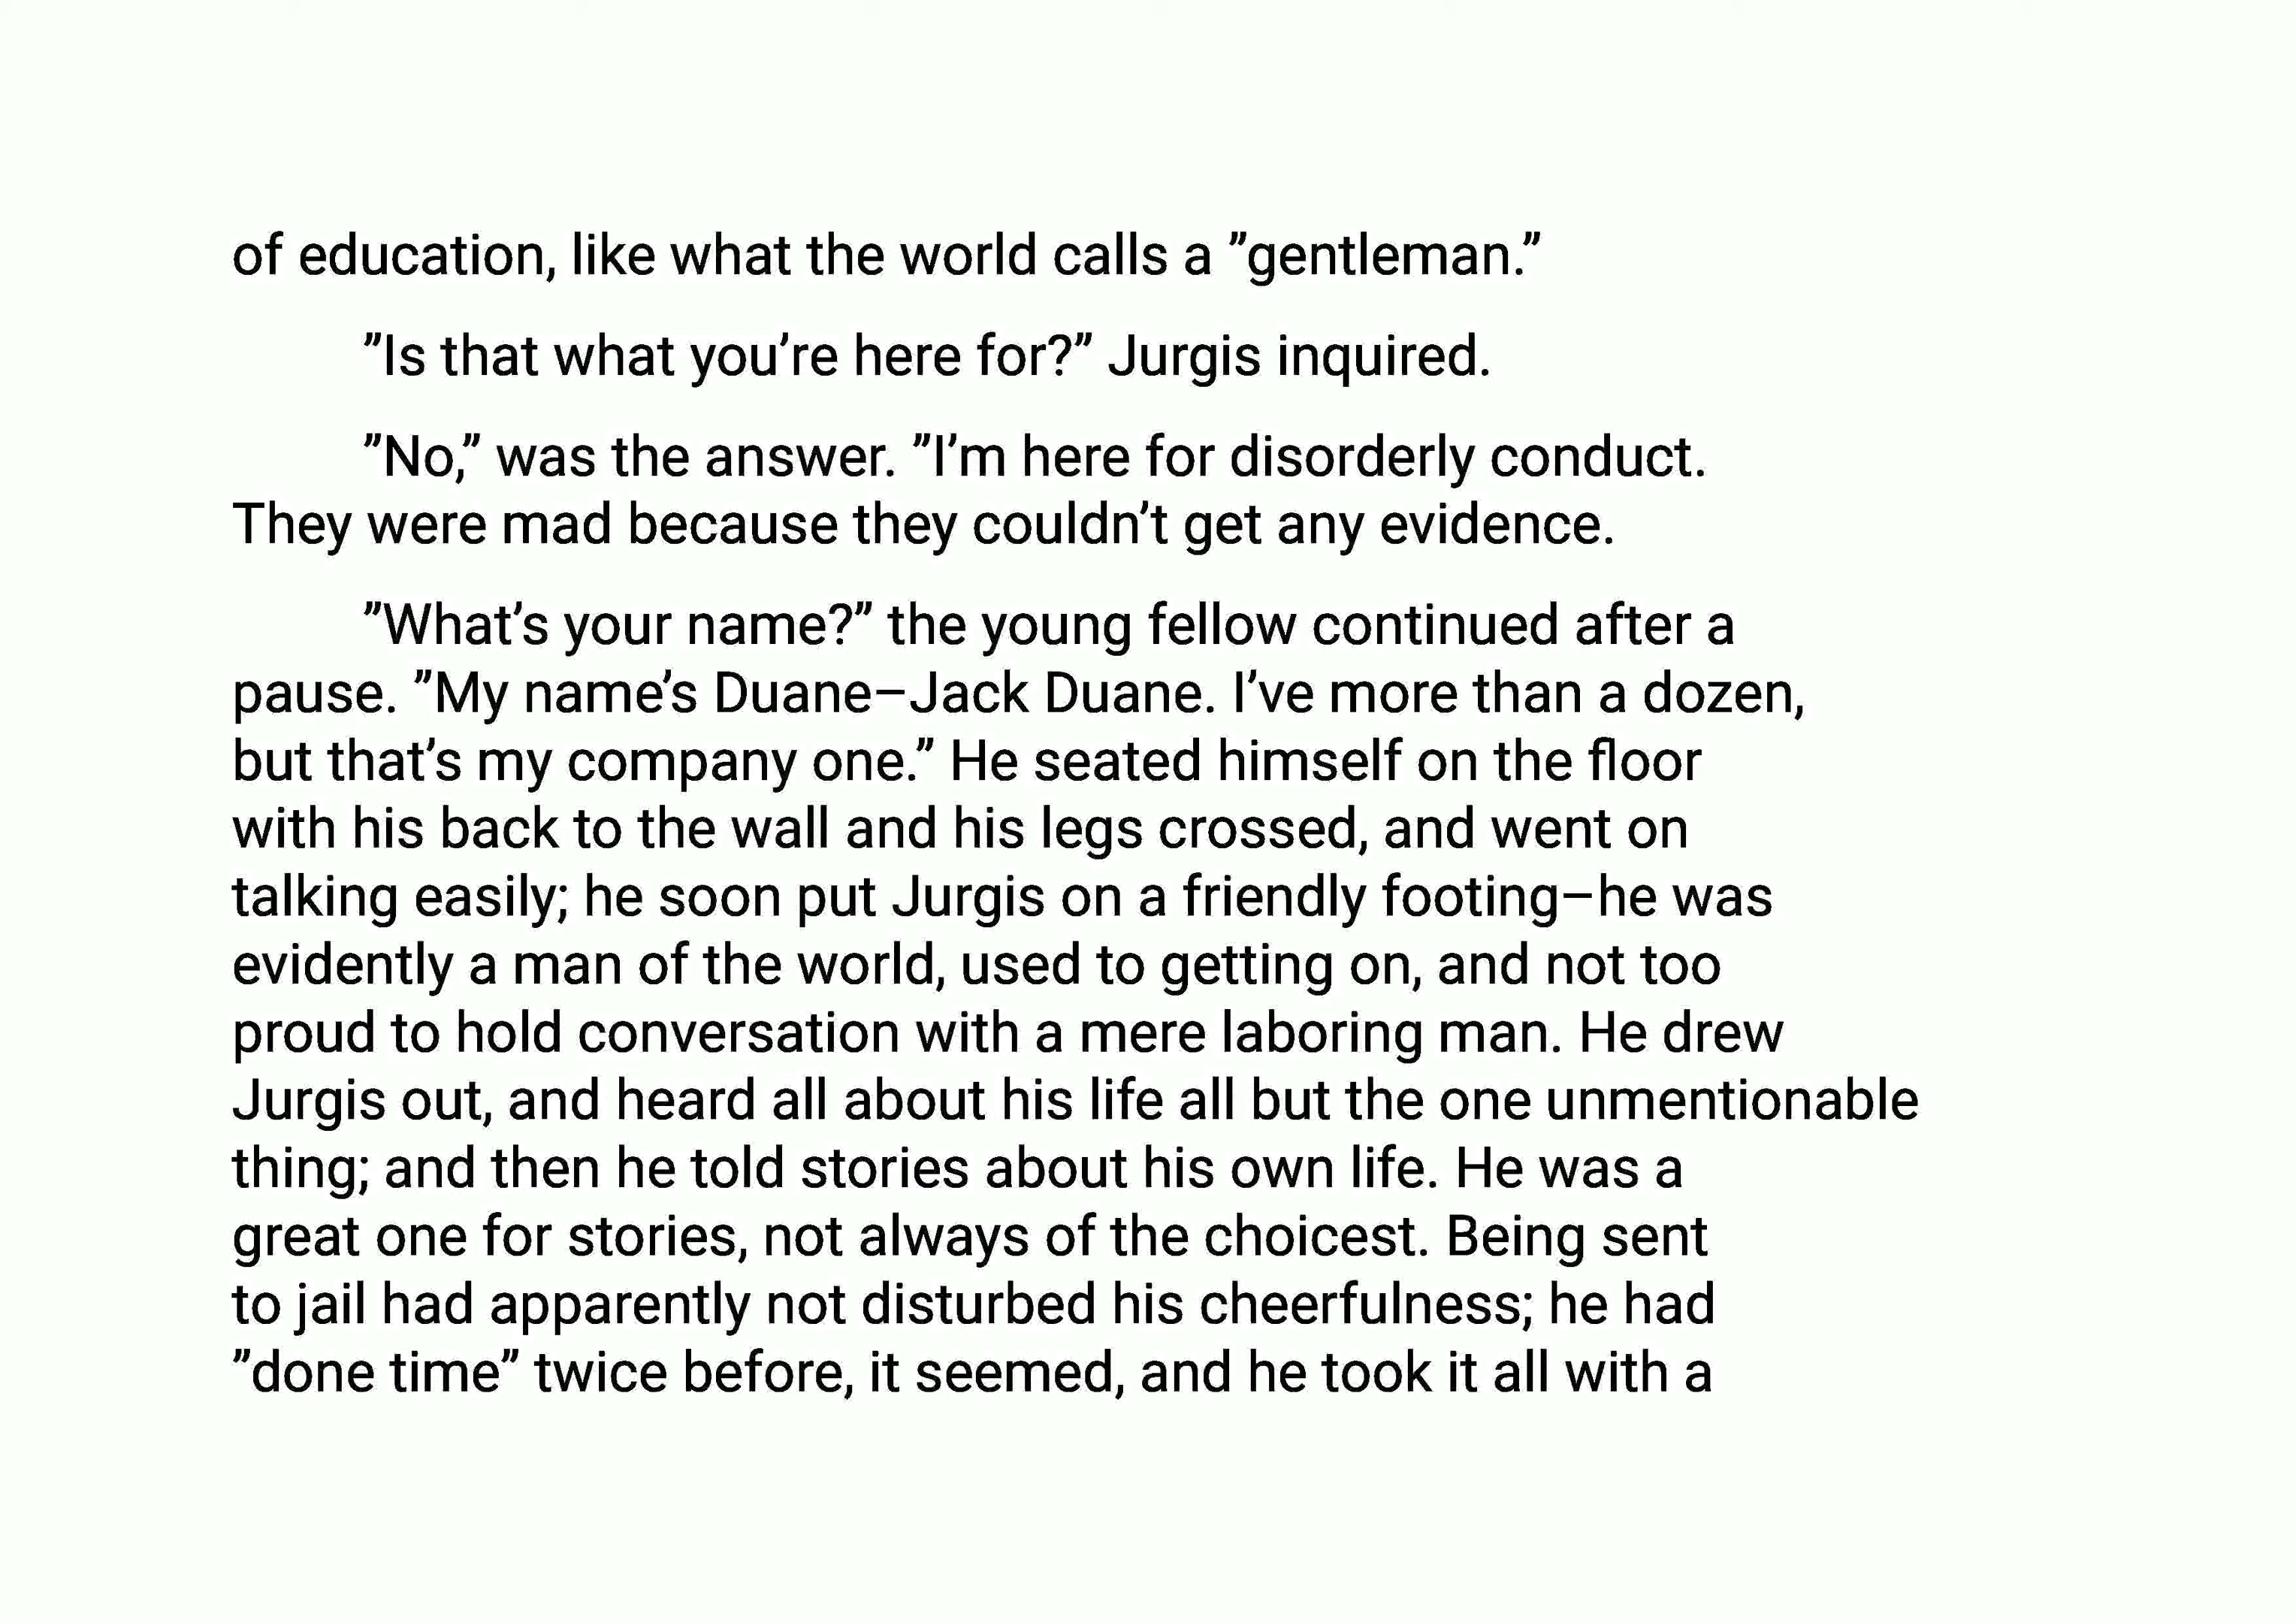 of education, like what the world calls a ”gentleman.”
”Is that what you’re here for?” Jurgis inquired.
”No,” was the answer. ”I’m here for disorderly conduct.
They were mad because they couldn’t get any evidence.
”What’s your name?” the young fellow continued after a
pause. ”My name’s Duane–Jack Duane. I’ve more than a dozen,
but that’s my company one.” He seated himself on the floor
with his back to the wall and his legs crossed, and went on
talking easily; he soon put Jurgis on a friendly footing–he was
evidently a man of the world, used to getting on, and not too
proud to hold conversation with a mere laboring man. He drew
Jurgis out, and heard all about his life all but the one unmentionable
thing; and then he told stories about his own life. He was a
great one for stories, not always of the choicest. Being sent
to jail had apparently not disturbed his cheerfulness; he had
”done time” twice before, it seemed, and he took it all with a